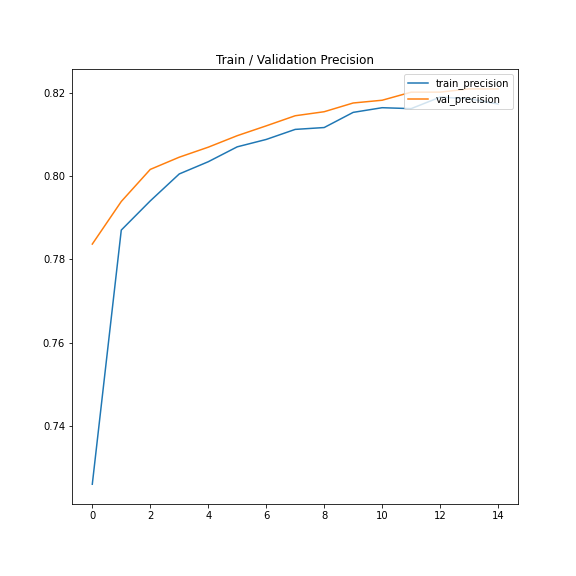 Train / Validation Precision
train_precision
val_precision
0.82
0.80
0.78
0.76
0.74
0 2 4 6 8 10 12 14